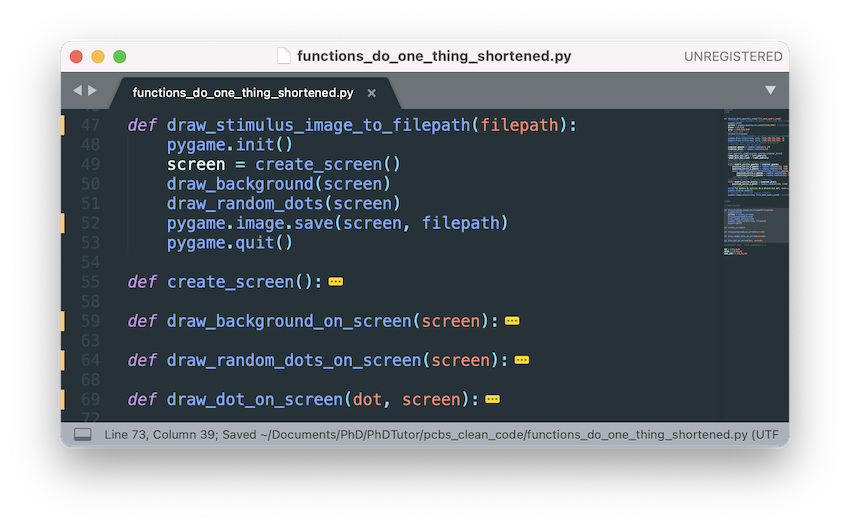 functions_do_one_thing_shortened.py
UNREGISTERED
functions_do_one_thing_shortened.py ×
47 def draw_stimulus_image_to_filepath(filepath):
48 pygame.init()
49 screen = create_screen()
50 draw_background(screen)
51 draw_random_dots(screen)
52 pygame.image.save(screen, filepath)
53 pygame.quit()
54
55 def create_screen():
58
59 def draw_background_on_screen(screen):
63
64 def draw_random_dots_on_screen(screen):
68
69 def draw_dot_on_screen(dot, screen):
72
Line 73, Column 39; Saved ~/Documents/PhD/PhDTutor/pcbs_clean_code/functions_do_one_thing_shortened.py (UTF